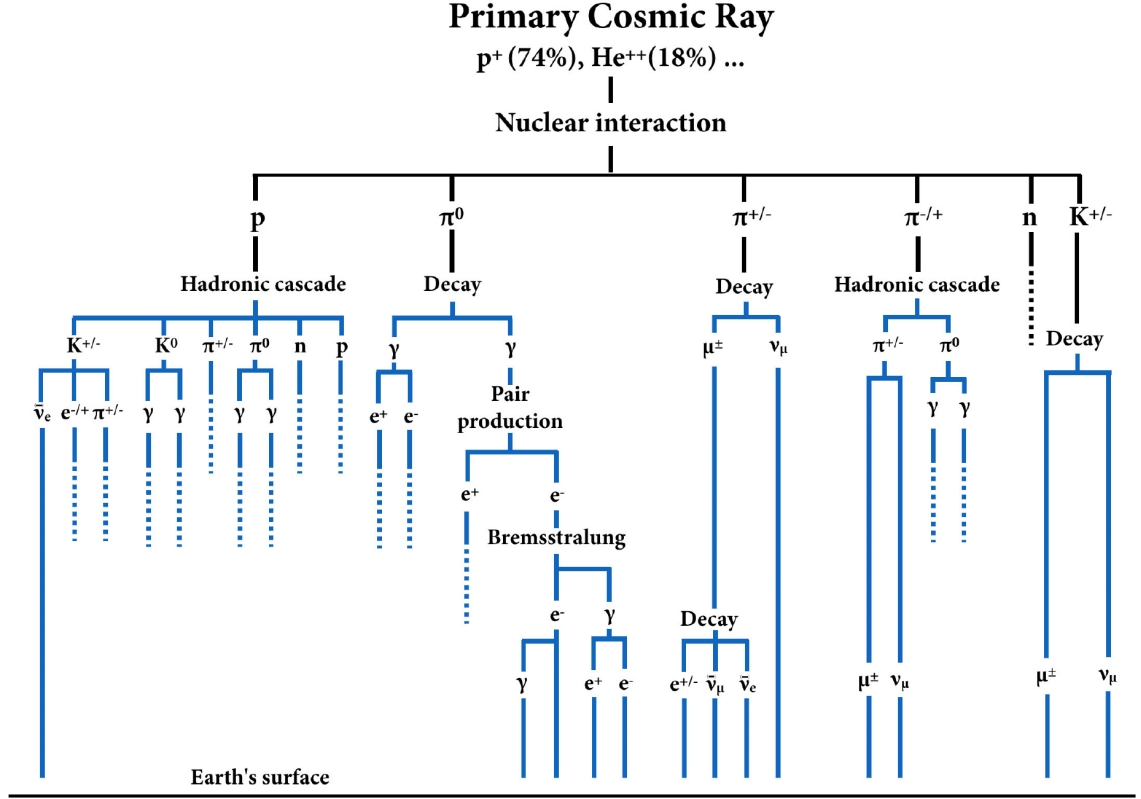 Primary Cosmic Ray
p⁺ (74%), He⁺⁺(18%) ...
Nuclear interaction
p π⁰ π⁺/⁻ π⁻/⁺ n K⁺/⁻
Hadronic cascade Decay Decay Hadronic cascade
K⁺/⁻ K⁰ π⁺/⁻ π⁰ n p γ γ μ± νμ π⁺/⁻ π⁰ Decay
ν̄e e⁻/⁺ π⁺/⁻ γ γ γ γ e⁺ e⁻ Pair γ γ
production
e⁺ e⁻
Bremsstralung
e⁻ γ Decay
γ e⁺ e⁻ e⁺/⁻ ν̄μ ν̄e μ± νμ μ± νμ
Earth's surface